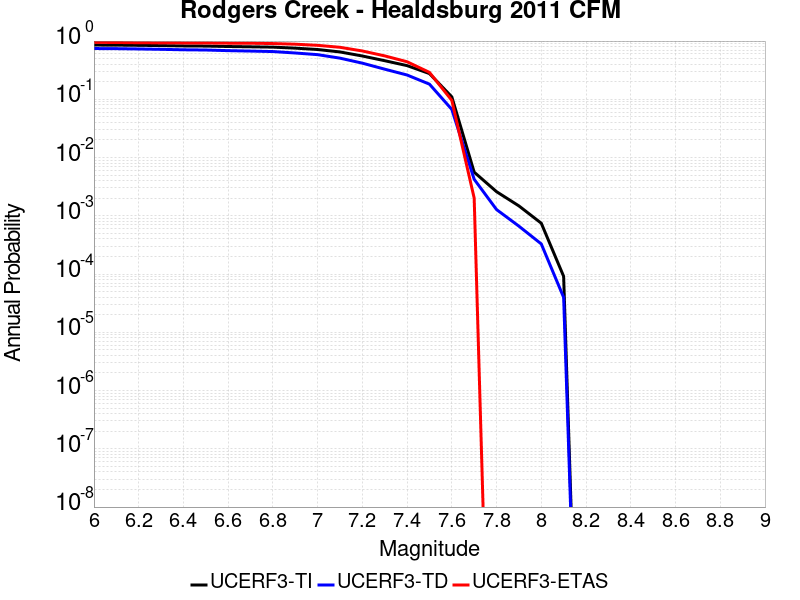 Rodgers Creek - Healdsburg 2011 CFM
Annual Probability
10^0
10^-1
10^-2
10^-3
10^-4
10^-5
10^-6
10^-7
10^-8
6 6.2 6.4 6.6 6.8 7 7.2 7.4 7.6 7.8 8 8.2 8.4 8.6 8.8 9
Magnitude
UCERF3-TI UCERF3-TD UCERF3-ETAS